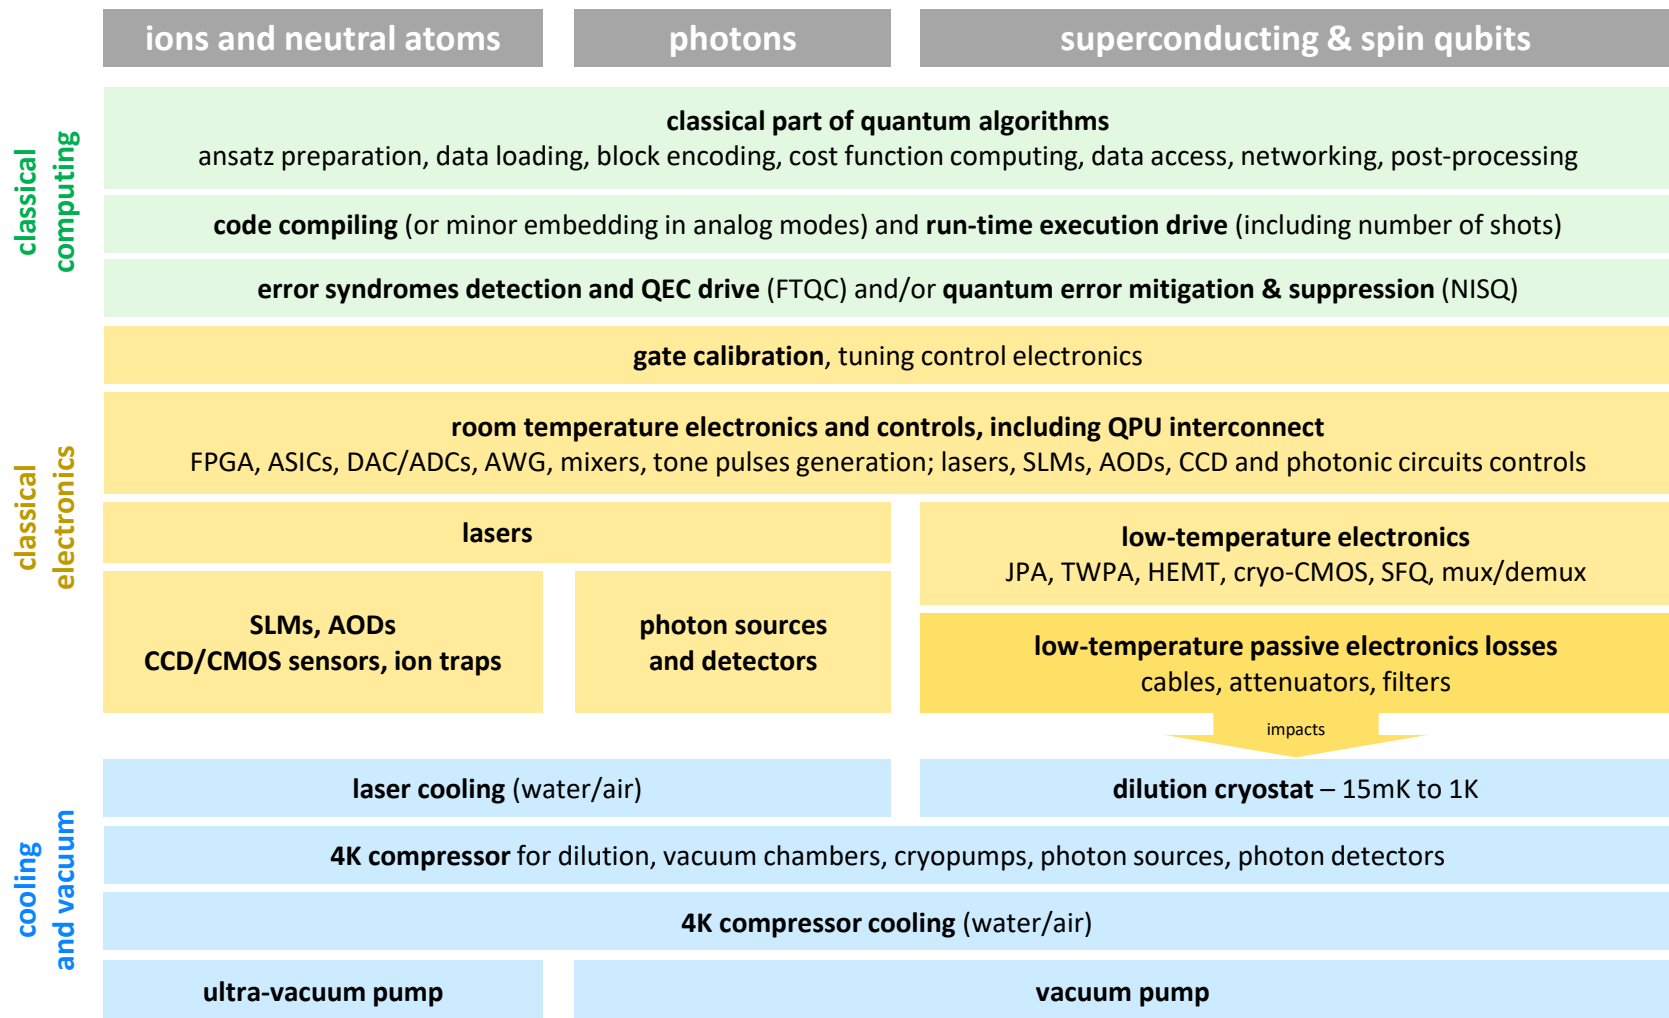 ions and neutral atoms
photons
superconducting & spin qubits
classical
computing
classical part of quantum algorithms
ansatz preparation, data loading, block encoding, cost function computing, data access, networking, post-processing
code compiling (or minor embedding in analog modes) and run-time execution drive (including number of shots)
error syndromes detection and QEC drive (FTQC) and/or quantum error mitigation & suppression (NISQ)
classical
electronics
gate calibration, tuning control electronics
room temperature electronics and controls, including QPU interconnect
FPGA, ASICs, DAC/ADCs, AWG, mixers, tone pulses generation; lasers, SLMs, AODs, CCD and photonic circuits controls
lasers
low-temperature electronics
JPA, TWPA, HEMT, cryo-CMOS, SFQ, mux/demux
SLMs, AODs
CCD/CMOS sensors, ion traps
photon sources
and detectors
low-temperature passive electronics losses
cables, attenuators, filters
impacts
cooling
and vacuum
laser cooling (water/air)
dilution cryostat – 15mK to 1K
4K compressor for dilution, vacuum chambers, cryopumps, photon sources, photon detectors
4K compressor cooling (water/air)
ultra-vacuum pump
vacuum pump